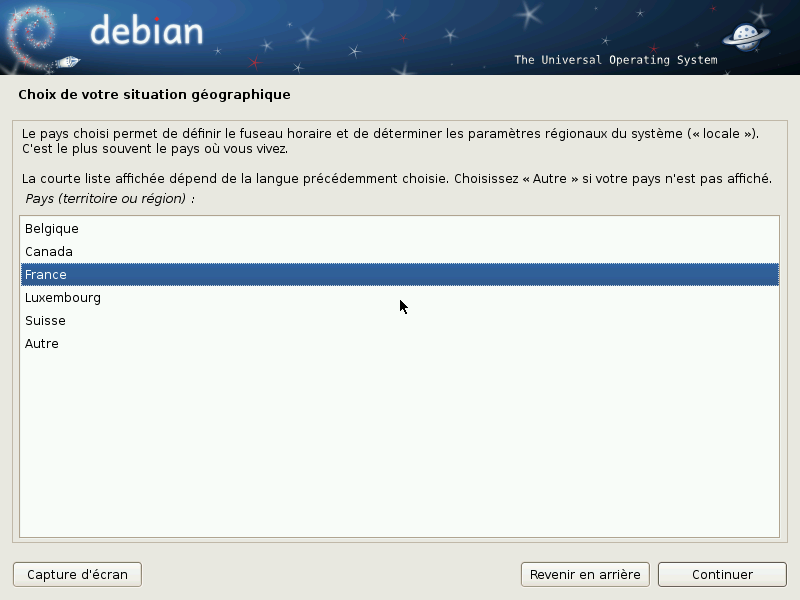 debian
The Universal Operating System
Choix de votre situation géographique
Le pays choisi permet de définir le fuseau horaire et de déterminer les paramètres régionaux du système (« locale »).
C'est le plus souvent le pays où vous vivez.
La courte liste affichée dépend de la langue précédemment choisie. Choisissez « Autre » si votre pays n'est pas affiché.
Pays (territoire ou région) :
Belgique
Canada
France
Luxembourg
Suisse
Autre
Capture d'écran
Revenir en arrière
Continuer